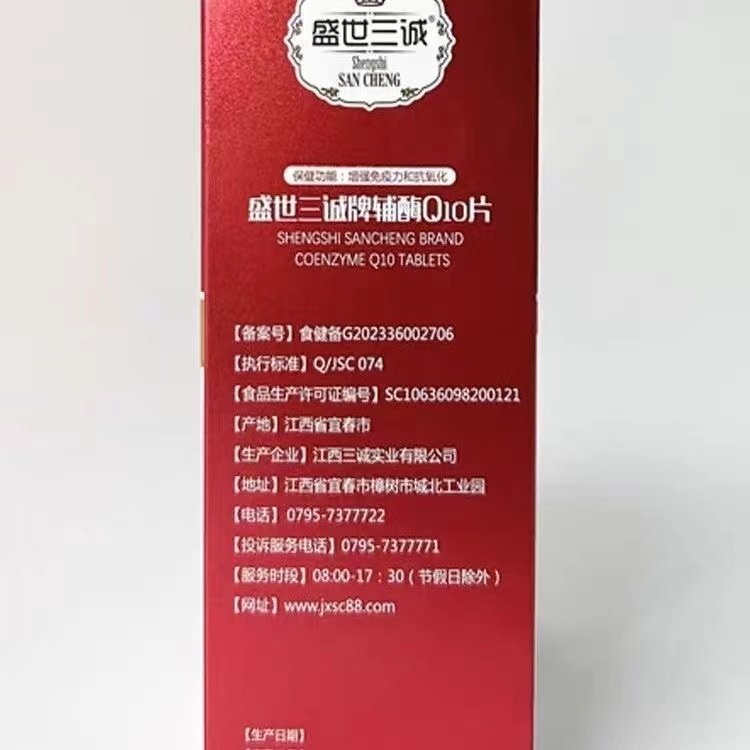 盛世三诚®
Shengshi
SAN CHENG
保健功能：增强免疫力和抗氧化
盛世三诚牌辅酶Q10片
SHENGSHI SANCHENG BRAND
COENZYME Q10 TABLETS
【备案号】食健备G202336002706
【执行标准】Q/JSC 074
【食品生产许可证编号】SC10636098200121
【产地】江西省宜春市
【生产企业】江西三诚实业有限公司
【地址】江西省宜春市樟树市城北工业园
【电话】0795-7377722
【投诉服务电话】0795-7377771
【服务时段】08:00-17：30（节假日除外）
【网址】www.jxsc88.com
【生产日期】